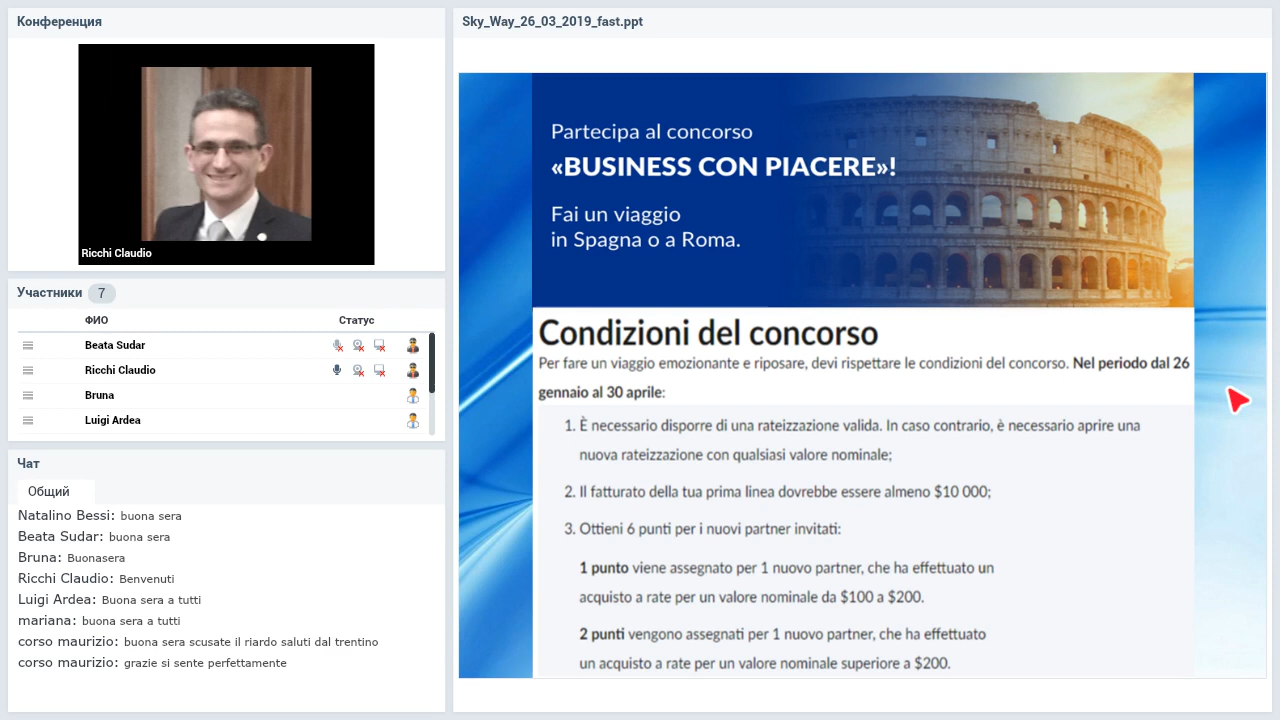 Конференция
Ricchi Claudio
Участники 7
ФИО Статус
Beata Sudar
Ricchi Claudio
Bruna
Luigi Ardea
Чат
Общий
Natalino Bessi: buona sera
Beata Sudar: buona sera
Bruna: Buonasera
Ricchi Claudio: Benvenuti
Luigi Ardea: Buona sera a tutti
mariana: buona sera a tutti
corso maurizio: buona sera scusate il riardo saluti dal trentino
corso maurizio: grazie si sente perfettamente
Sky_Way_26_03_2019_fast.ppt
Partecipa al concorso
«BUSINESS CON PIACERE»!
Fai un viaggio
in Spagna o a Roma.
Condizioni del concorso
Per fare un viaggio emozionante e riposare, devi rispettare le condizioni del concorso. Nel periodo dal 26
gennaio al 30 aprile:
1. È necessario disporre di una rateizzazione valida. In caso contrario, è necessario aprire una
nuova rateizzazione con qualsiasi valore nominale;
2. Il fatturato della tua prima linea dovrebbe essere almeno $10 000;
3. Ottieni 6 punti per i nuovi partner invitati:
1 punto viene assegnato per 1 nuovo partner, che ha effettuato un
acquisto a rate per un valore nominale da $100 a $200.
2 punti vengono assegnati per 1 nuovo partner, che ha effettuato
un acquisto a rate per un valore nominale superiore a $200.